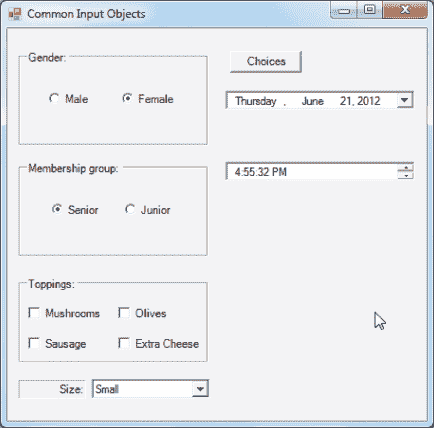 Common Input Objects
Gender:
Male
Female
Choices
Thursday , June 21, 2012
Membership group:
Senior
Junior
4:55:32 PM
Toppings:
Mushrooms
Olives
Sausage
Extra Cheese
Size:
Small